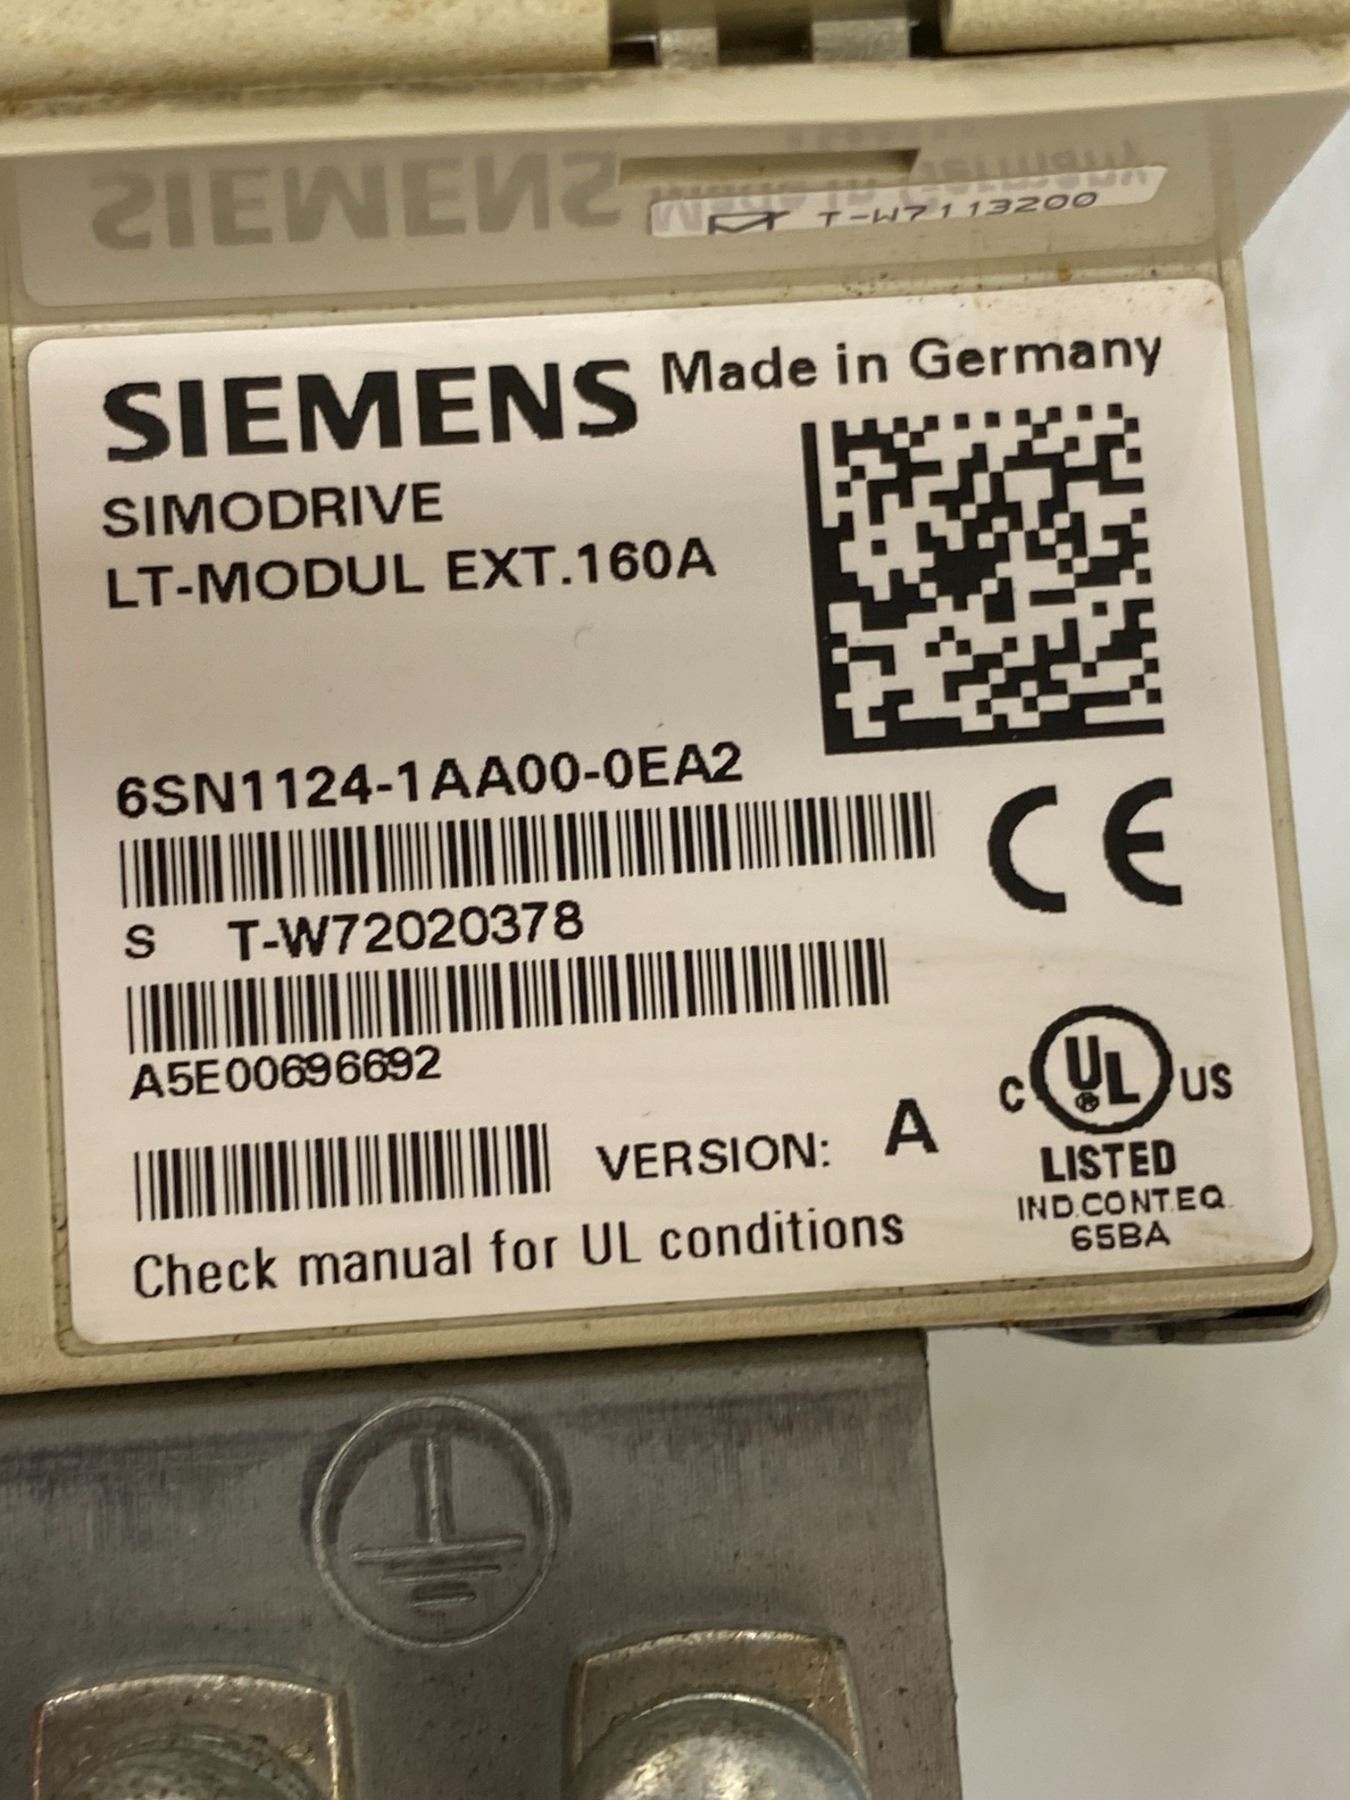 T-W7113200
SIEMENS Made in Germany
SIMODRIVE
LT-MODUL EXT.160A
6SN1124-1AA00-0EA2
S T-W72020378
A5E00696692
VERSION: A
Check manual for UL conditions
CE
C UL US
®
LISTED
IND.CONT.EQ.
65BA